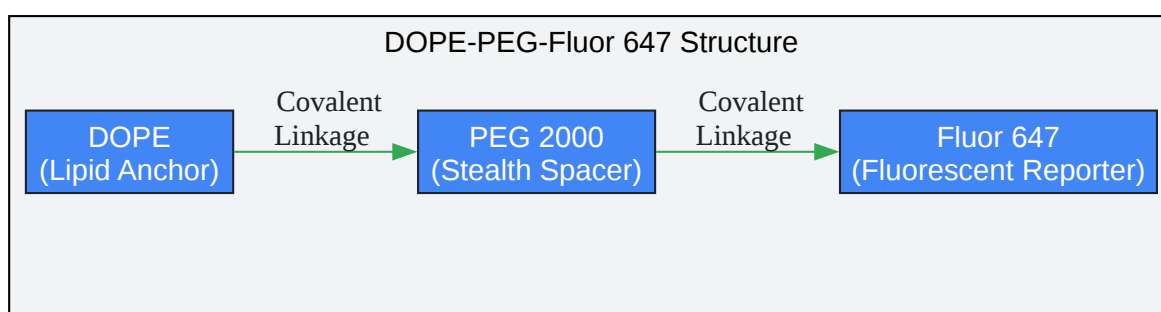 DOPE-PEG-Fluor 647 Structure
Covalent
Linkage
Covalent
Linkage
DOPE
(Lipid Anchor)
PEG 2000
(Stealth Spacer)
Fluor 647
(Fluorescent Reporter)